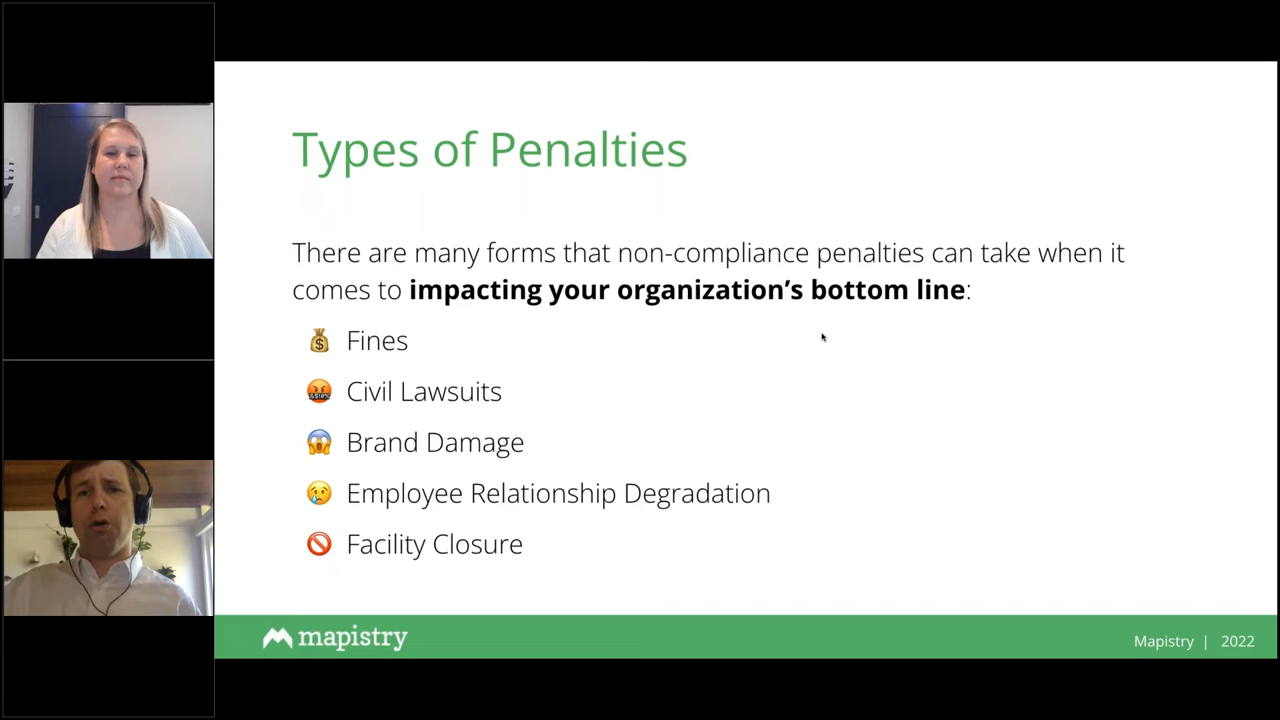 Types of Penalties
There are many forms that non-compliance penalties can take when it
comes to impacting your organization's bottom line:
Fines
Civil Lawsuits
Brand Damage
Employee Relationship Degradation
Facility Closure
mapistry
Mapistry | 2022